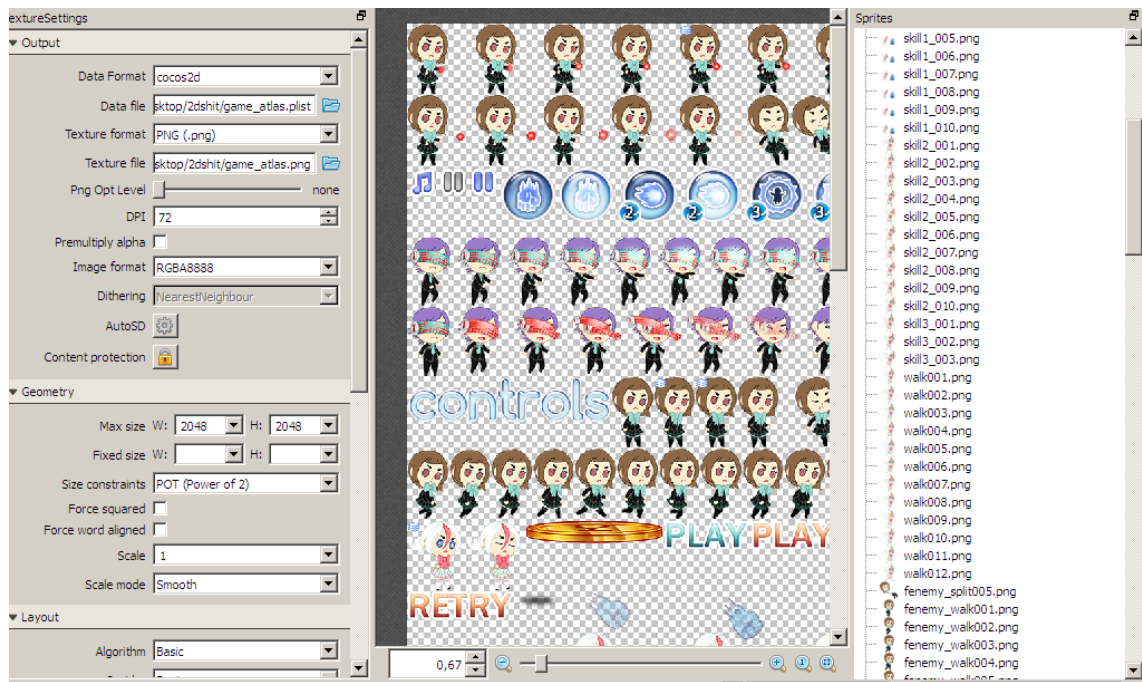 extureSettings
Output
Data Format cocos2d
Data file sktop/2dshit/game_atlas.plist
Texture format PNG (.png)
Texture file sktop/2dshit/game_atlas.png
Png Opt Level none
DPI 72
Premultiply alpha
Image format RGBA8888
Dithering NearestNeighbour
AutoSD
Content protection
Geometry
Max size W: 2048 H: 2048
Fixed size W: H:
Size constraints POT (Power of 2)
Force squared
Force word aligned
Scale 1
Scale mode Smooth
Layout
Algorithm Basic
2 2 3 3
controls
PLAY PLAY
RETRY
0,67
Sprites
skill1_005.png
skill1_006.png
skill1_007.png
skill1_008.png
skill1_009.png
skill1_010.png
skill2_001.png
skill2_002.png
skill2_003.png
skill2_004.png
skill2_005.png
skill2_006.png
skill2_007.png
skill2_008.png
skill2_009.png
skill2_010.png
skill3_001.png
skill3_002.png
skill3_003.png
walk001.png
walk002.png
walk003.png
walk004.png
walk005.png
walk006.png
walk007.png
walk008.png
walk009.png
walk010.png
walk011.png
walk012.png
fenemy_split005.png
fenemy_walk001.png
fenemy_walk002.png
fenemy_walk003.png
fenemy_walk004.png
fenemy_walk005.png